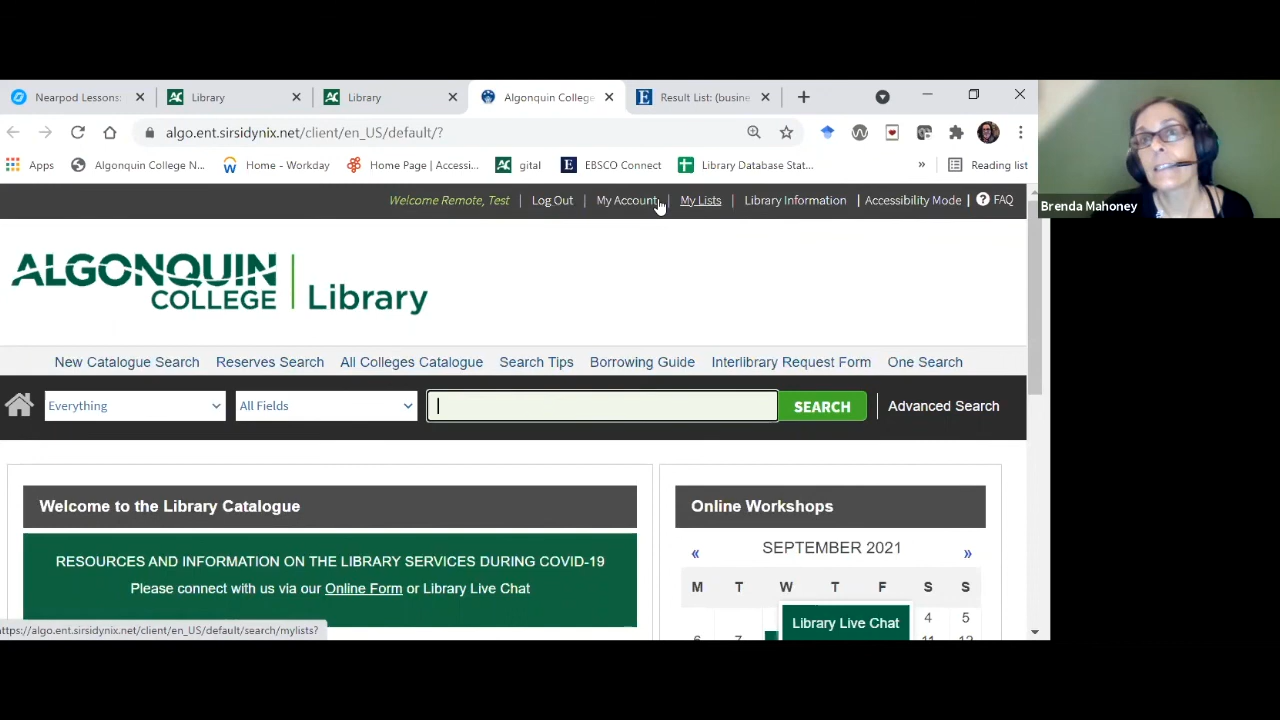 Nearpod Lessons:
Library
Library
Algonquin College
Result List: (busine
algo.ent.sirsidynix.net/client/en_US/default/?
Apps
Algonquin College N...
Home - Workday
Home Page | Accessi...
gital
EBSCO Connect
Library Database Stat...
»
Reading list
Welcome Remote, Test | Log Out | My Account | My Lists | Library Information | Accessibility Mode | FAQ
Brenda Mahoney
ALGONQUIN
COLLEGE
Library
New Catalogue Search Reserves Search All Colleges Catalogue Search Tips Borrowing Guide Interlibrary Request Form One Search
Everything
All Fields
SEARCH
Advanced Search
Welcome to the Library Catalogue
RESOURCES AND INFORMATION ON THE LIBRARY SERVICES DURING COVID-19
Please connect with us via our Online Form or Library Live Chat
Online Workshops
« SEPTEMBER 2021 »
M T W T F S S
4 5
Library Live Chat
https://algo.ent.sirsidynix.net/client/en_US/default/search/mylists?